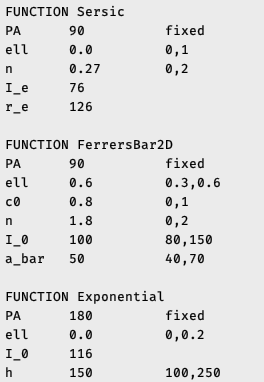 FUNCTION Sersic
PA 90 fixed
ell 0.0 0,1
n 0.27 0,2
I_e 76
r_e 126
FUNCTION FerrersBar2D
PA 90 fixed
ell 0.6 0.3,0.6
c0 0.8 0,1
n 1.8 0,2
I_0 100 80,150
a_bar 50 40,70
FUNCTION Exponential
PA 180 fixed
ell 0.0 0,0.2
I_0 116
h 150 100,250